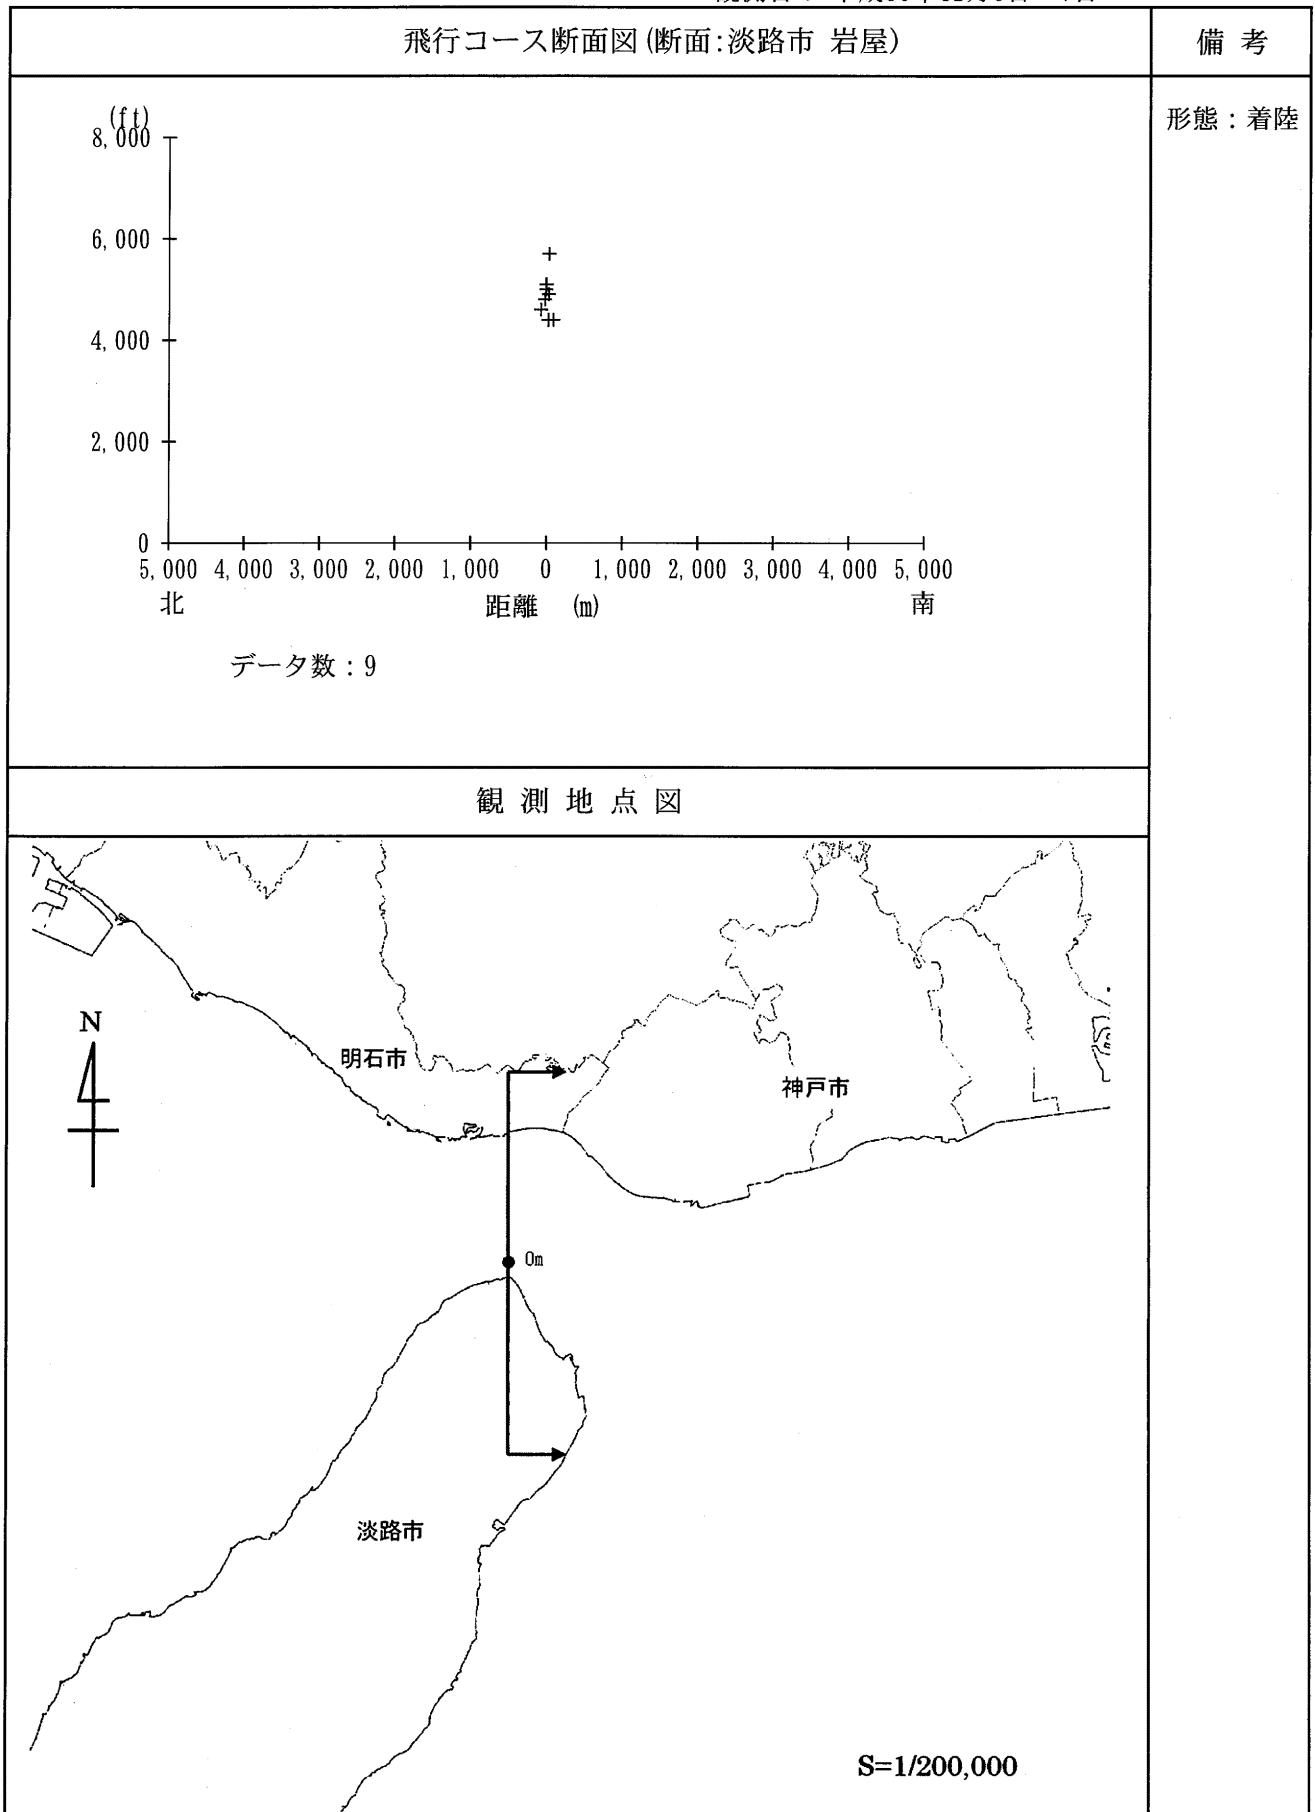 飛行コース断面図(断面:淡路市 岩屋)
備 考
(ft)
8,000
6,000
4,000
2,000
0
5,000 4,000 3,000 2,000 1,000 0 1,000 2,000 3,000 4,000 5,000
北 距離 (m) 南
データ数：9
形態：着陸
観 測 地 点 図
N
明石市
神戸市
0m
淡路市
S=1/200,000